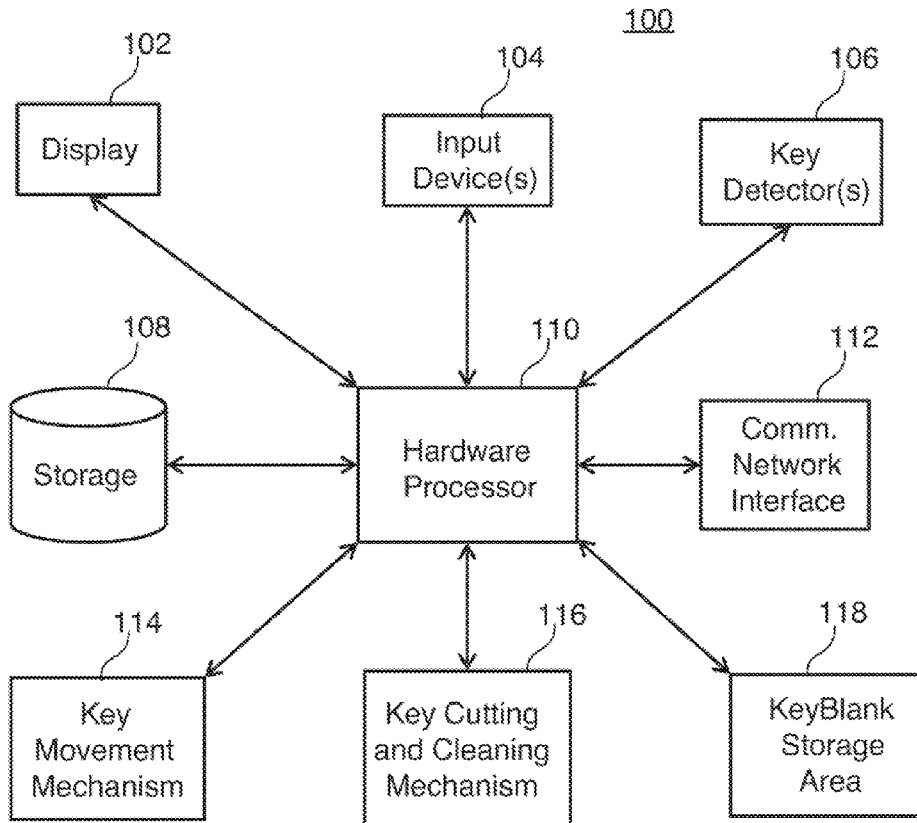 100
102
104
106
Display
Input
Device(s)
Key
Detector(s)
108
110
112
Storage
Hardware
Processor
Comm.
Network
Interface
114
116
118
Key
Movement
Mechanism
Key Cutting
and Cleaning
Mechanism
KeyBlank
Storage
Area